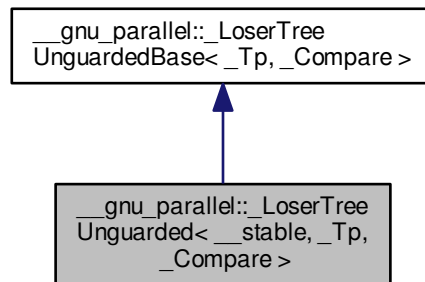 __gnu_parallel::_LoserTree
UnguardedBase< _Tp, _Compare >
__gnu_parallel::_LoserTree
Unguarded< __stable, _Tp,
_Compare >